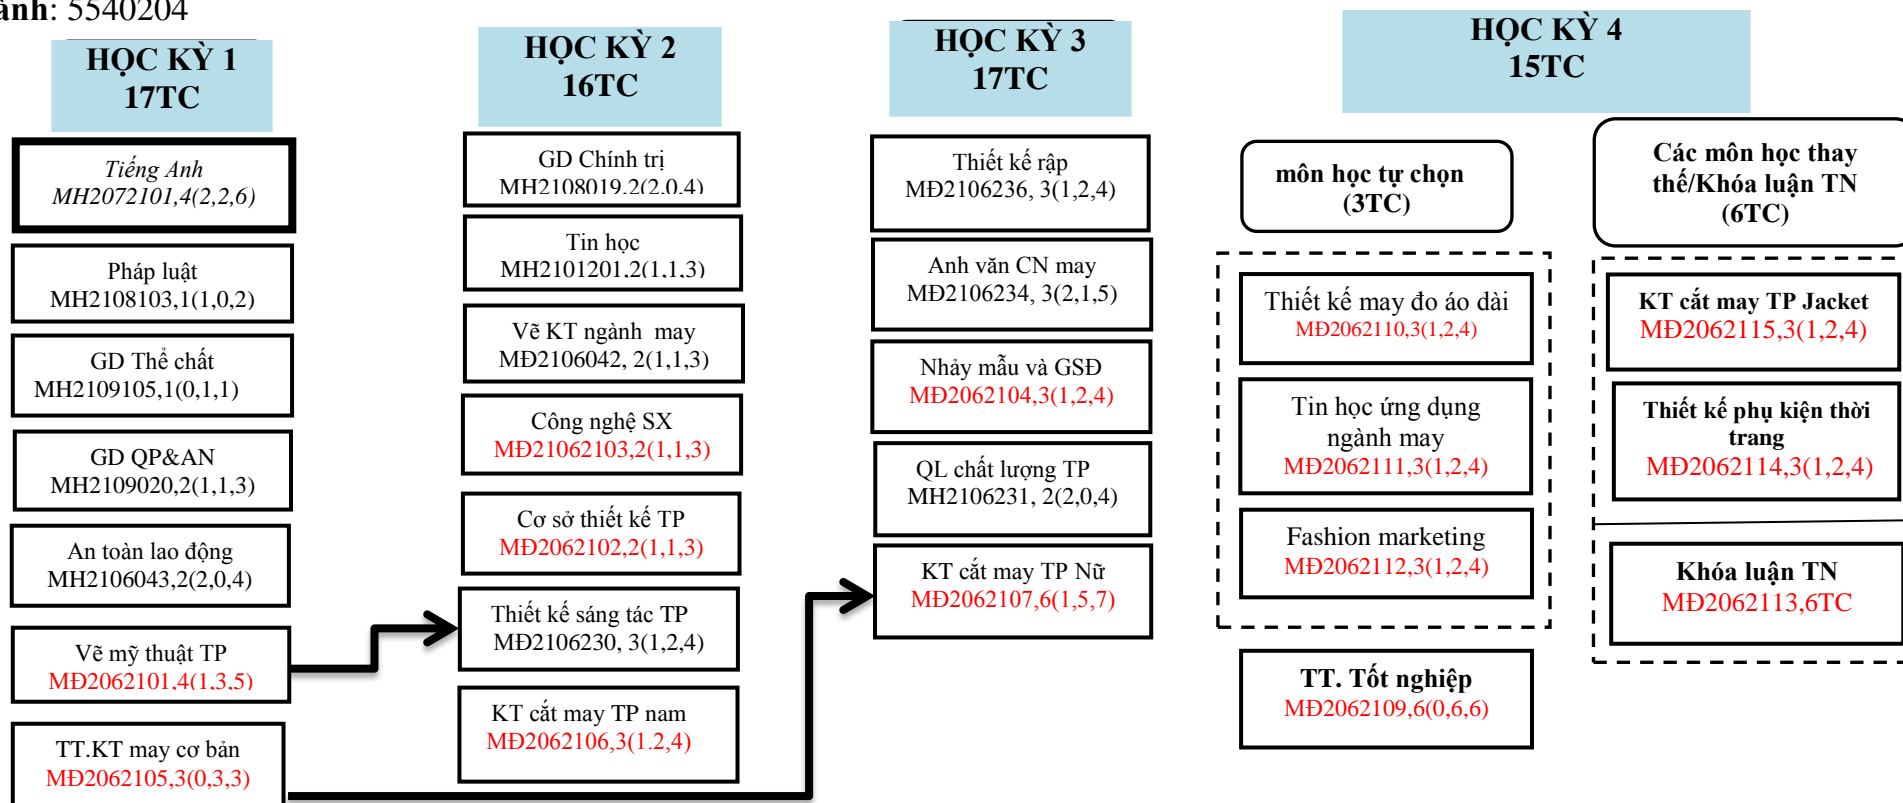 ành: 5540204
HỌC KỲ 1
17TC
Tiếng Anh
MH2072101,4(2,2,6)
Pháp luật
MH2108103,1(1,0,2)
GD Thể chất
MH2109105,1(0,1,1)
GD QP&AN
MH2109020,2(1,1,3)
An toàn lao động
MH2106043,2(2,0,4)
Vẽ mỹ thuật TP
MĐ2062101,4(1,3,5)
TT.KT may cơ bản
MĐ2062105,3(0,3,3)
HỌC KỲ 2
16TC
GD Chính trị
MH2108019,2(2,0,4)
Tin học
MH2101201,2(1,1,3)
Vẽ KT ngành may
MĐ2106042, 2(1,1,3)
Công nghệ SX
MĐ21062103,2(1,1,3)
Cơ sở thiết kế TP
MĐ2062102,2(1,1,3)
Thiết kế sáng tác TP
MĐ2106230, 3(1,2,4)
KT cắt may TP nam
MĐ2062106,3(1.2,4)
HỌC KỲ 3
17TC
Thiết kế rập
MĐ2106236, 3(1,2,4)
Anh văn CN may
MĐ2106234, 3(2,1,5)
Nhảy mẫu và GSĐ
MĐ2062104,3(1,2,4)
QL chất lượng TP
MH2106231, 2(2,0,4)
KT cắt may TP Nữ
MĐ2062107,6(1,5,7)
HỌC KỲ 4
15TC
môn học tự chọn
(3TC)
Thiết kế may đo áo dài
MĐ2062110,3(1,2,4)
Tin học ứng dụng
ngành may
MĐ2062111,3(1,2,4)
Fashion marketing
MĐ2062112,3(1,2,4)
TT. Tốt nghiệp
MĐ2062109,6(0,6,6)
Các môn học thay
thế/Khóa luận TN
(6TC)
KT cắt may TP Jacket
MĐ2062115,3(1,2,4)
Thiết kế phụ kiện thời
trang
MĐ2062114,3(1,2,4)
Khóa luận TN
MĐ2062113,6TC